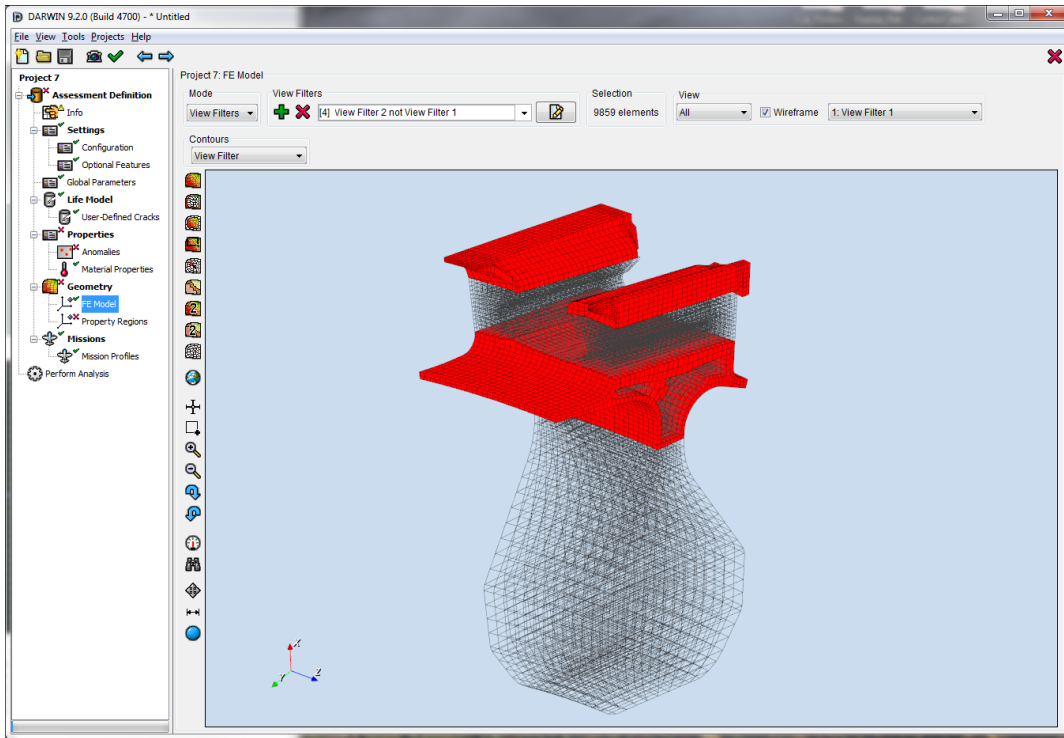 DARWIN 9.2.0 (Build 4700) - * Untitled
File View Tools Projects Help
Project 7
Assessment Definition
Info
Settings
Configuration
Optional Features
Global Parameters
Life Model
User-Defined Cracks
Properties
Anomalies
Material Properties
Geometry
FE Model
Property Regions
Missions
Mission Profiles
Perform Analysis
Project 7: FE Model
Mode
View Filters
View Filters
[4] View Filter 2 not View Filter 1
Selection
9859 elements
View
All
Wireframe
1: View Filter 1
Contours
View Filter
2
2
X
Y
Z